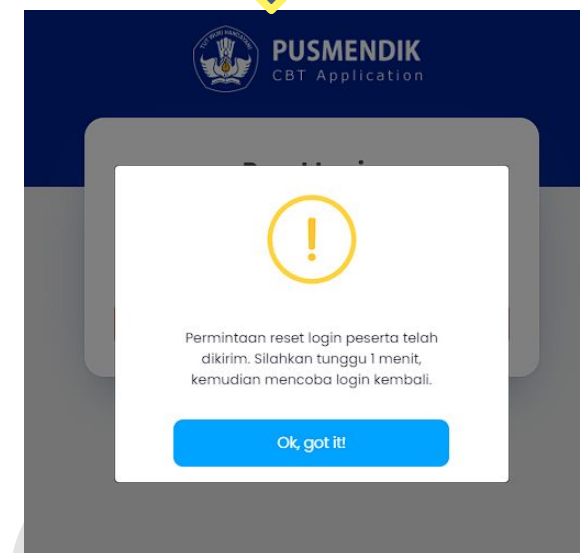 PUSMENDIK
CBT Application
Permintaan reset login peserta telah
dikirim. Silahkan tunggu 1 menit,
kemudian mencoba login kembali.
Ok, got it!